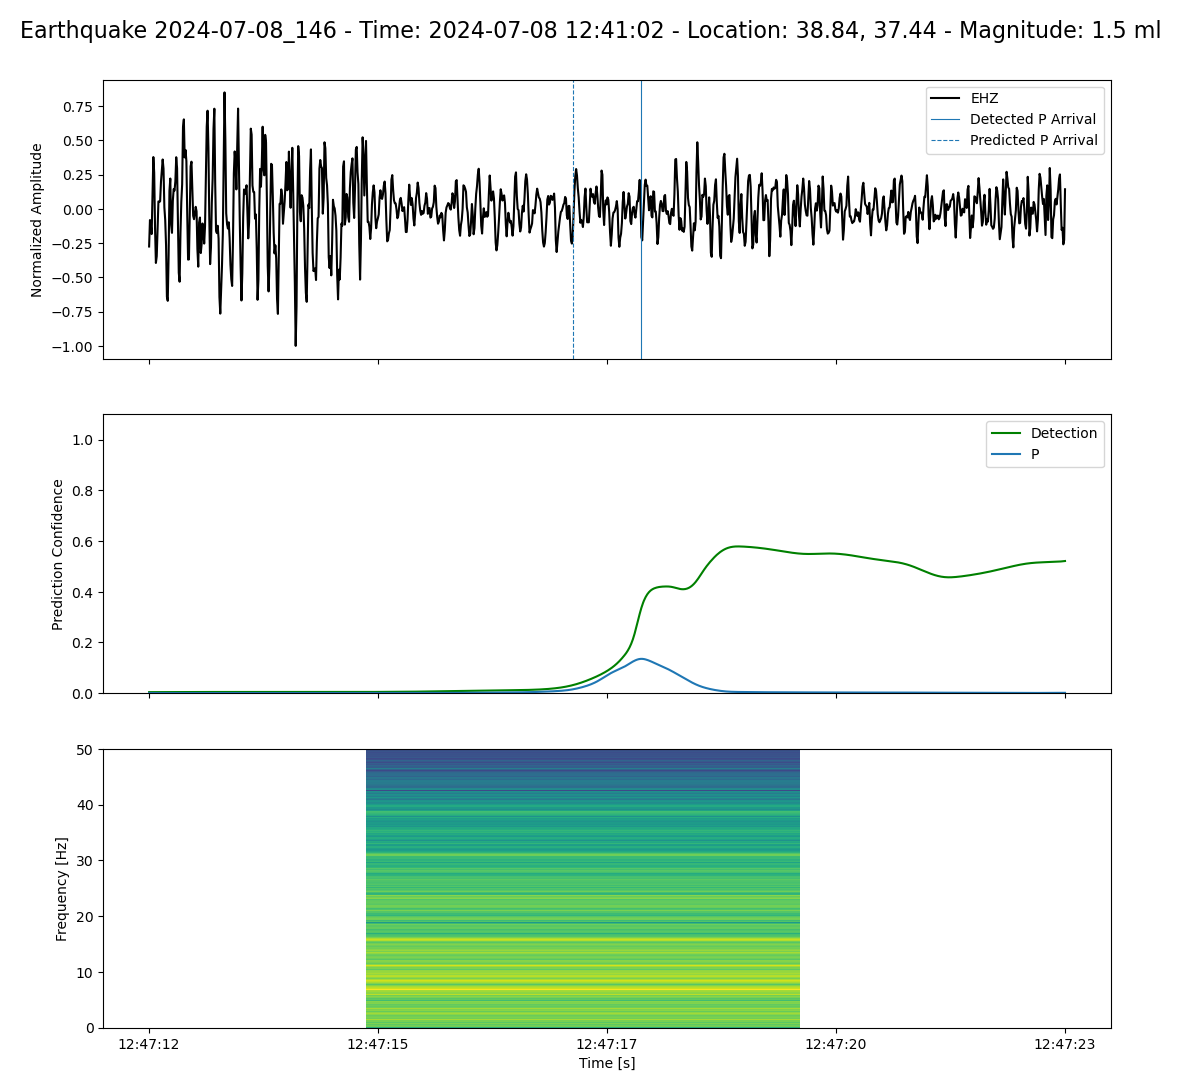 Earthquake 2024-07-08_146 - Time: 2024-07-08 12:41:02 - Location: 38.84, 37.44 - Magnitude: 1.5 ml
Normalized Amplitude
0.75
0.50
0.25
0.00
−0.25
−0.50
−0.75
−1.00
EHZ
Detected P Arrival
Predicted P Arrival
Prediction Confidence
1.0
0.8
0.6
0.4
0.2
0.0
Detection
P
Frequency [Hz]
50
40
30
20
10
0
12:47:12 12:47:15 12:47:17 12:47:20 12:47:23
Time [s]